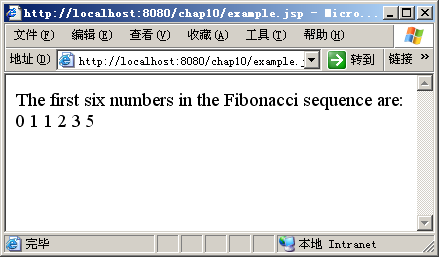 http://localhost:8080/chap10/example.jsp - Micro...
文件(F) 编辑(E) 查看(V) 收藏(A) 工具(T) 帮助(H)
地址(D) http://localhost:8080/chap10/example.j 转到 链接 »
The first six numbers in the Fibonacci sequence are:
0 1 1 2 3 5
完毕 本地 Intranet